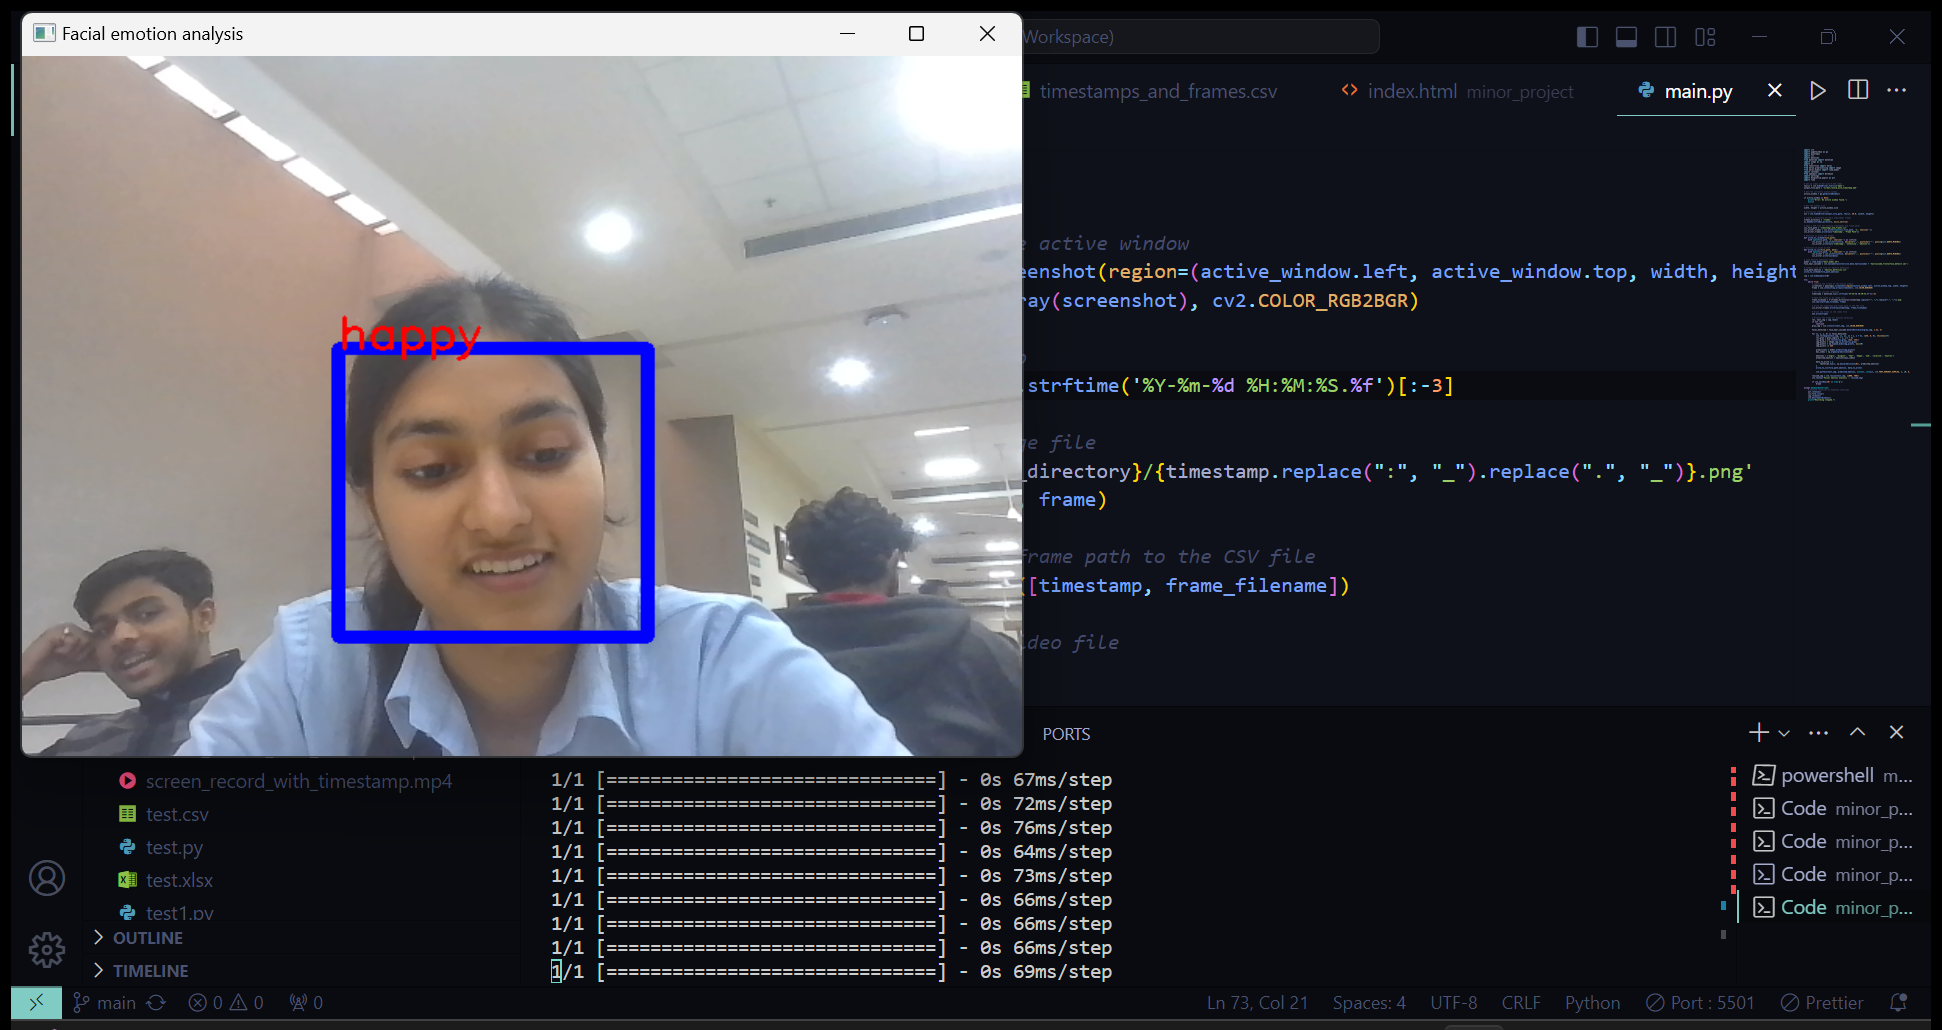 Facial emotion analysis
Workspace)
timestamps_and_frames.csv
index.html minor_project
main.py
happy
e active window
eenshot(region=(active_window.left, active_window.top, width, height
ray(screenshot), cv2.COLOR_RGB2BGR)
strftime('%Y-%m-%d %H:%M:%S.%f')[:-3]
ge file
_directory}/{timestamp.replace(":", "_").replace(".", "_")}.png'
frame)
frame path to the CSV file
([timestamp, frame_filename])
ideo file
PORTS
screen_record_with_timestamp.mp4
test.csv
test.py
test.xlsx
test1.py
OUTLINE
TIMELINE
1/1 [==============================] - 0s 67ms/step
1/1 [==============================] - 0s 72ms/step
1/1 [==============================] - 0s 76ms/step
1/1 [==============================] - 0s 64ms/step
1/1 [==============================] - 0s 73ms/step
1/1 [==============================] - 0s 66ms/step
1/1 [==============================] - 0s 66ms/step
1/1 [==============================] - 0s 66ms/step
1/1 [==============================] - 0s 69ms/step
powershell m...
Code minor_p...
Code minor_p...
Code minor_p...
Code minor_p...
main 0 0 0
Ln 73, Col 21 Spaces: 4 UTF-8 CRLF Python Port : 5501 Prettier